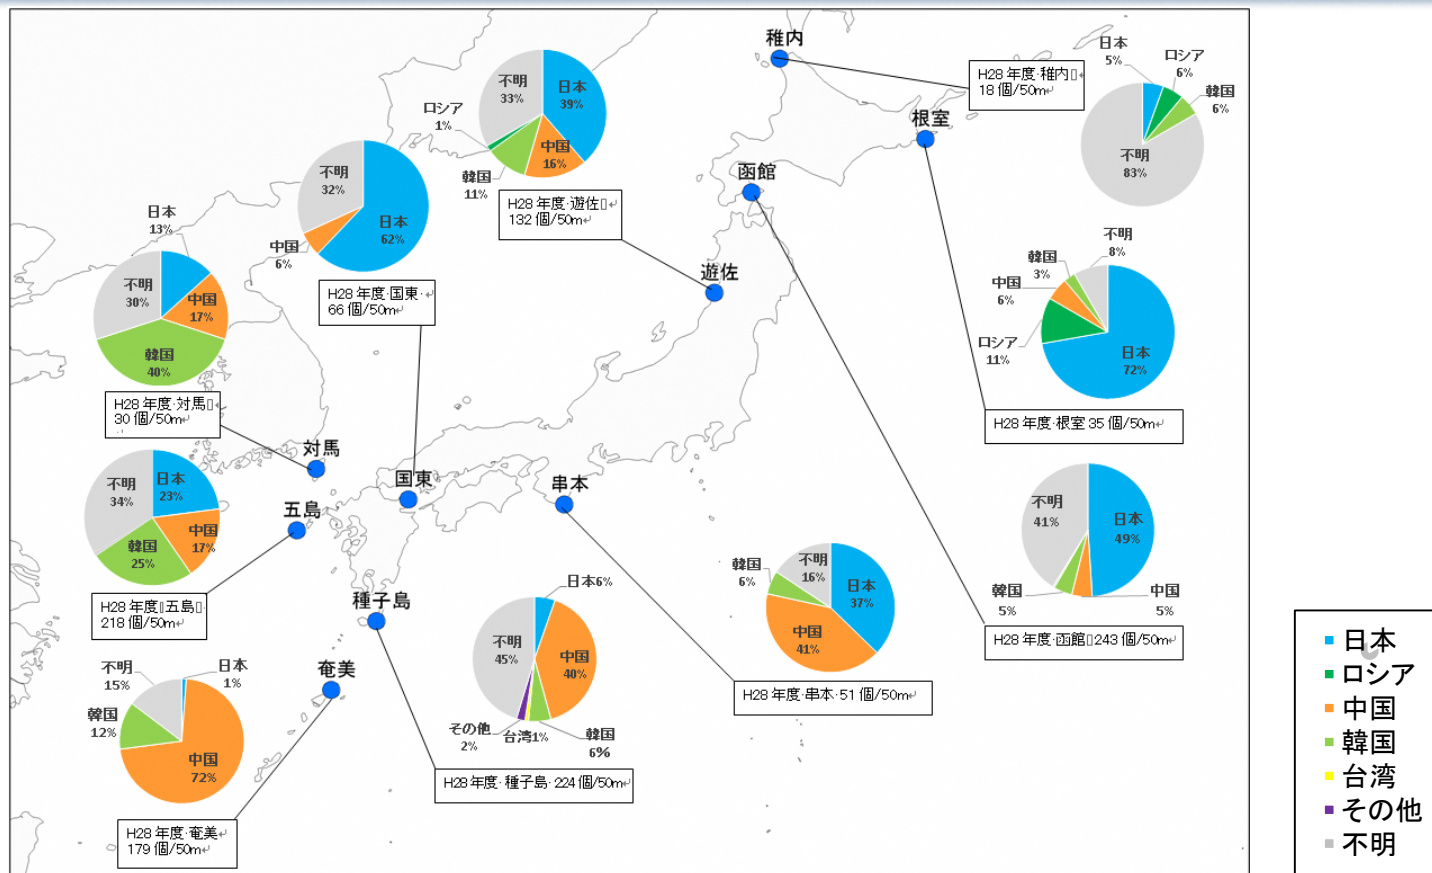 稚内
日本
5%
ロシア
6%
韓国
6%
不明
83%
H28 年度・稚内
18 個/50m
根室
函館
不明
33%
日本
39%
ロシア
1%
中国
16%
韓国
11%
H28 年度・遊佐
132 個/50m
遊佐
不明
32%
日本
62%
中国
6%
H28 年度・国東・
66 個/50m
日本
13%
不明
30%
中国
17%
韓国
40%
H28 年度・対馬
30 個/50m
対馬
不明
8%
韓国
3%
中国
6%
ロシア
11%
日本
72%
H28 年度・根室 35 個/50m
国東
串本
五島
日本
23%
不明
34%
中国
17%
韓国
25%
H28 年度 五島
218 個/50m
種子島
奄美
不明
41%
日本
49%
韓国
5%
中国
5%
H28 年度・函館 243 個/50m
韓国
6%
不明
16%
日本
37%
中国
41%
H28 年度・串本・51 個/50m
日本6%
不明
45%
中国
40%
その他
2%
台湾1%
韓国
6%
H28 年度・種子島・224 個/50m
不明
15%
日本
1%
韓国
12%
中国
72%
H28 年度・奄美
179 個/50m
日本
ロシア
中国
韓国
台湾
その他
不明